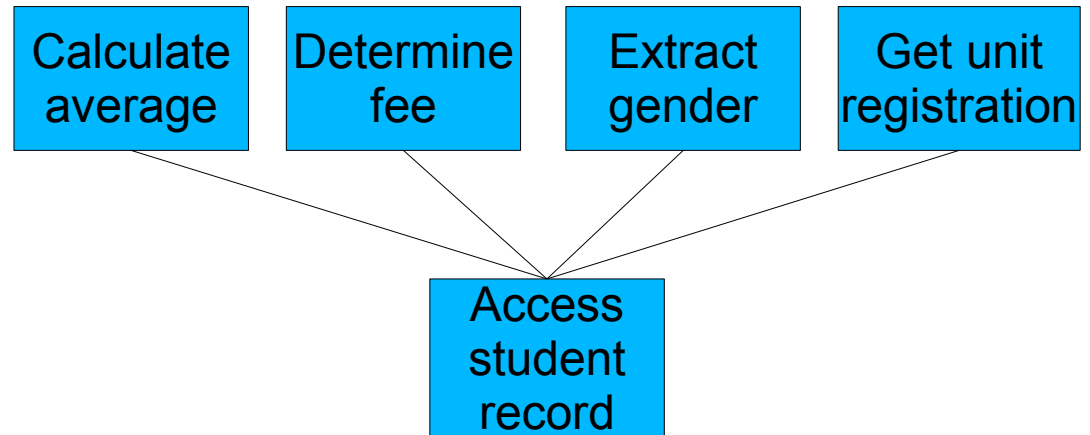 Calculate
average
Determine
fee
Extract
gender
Get unit
registration
Access
student
record